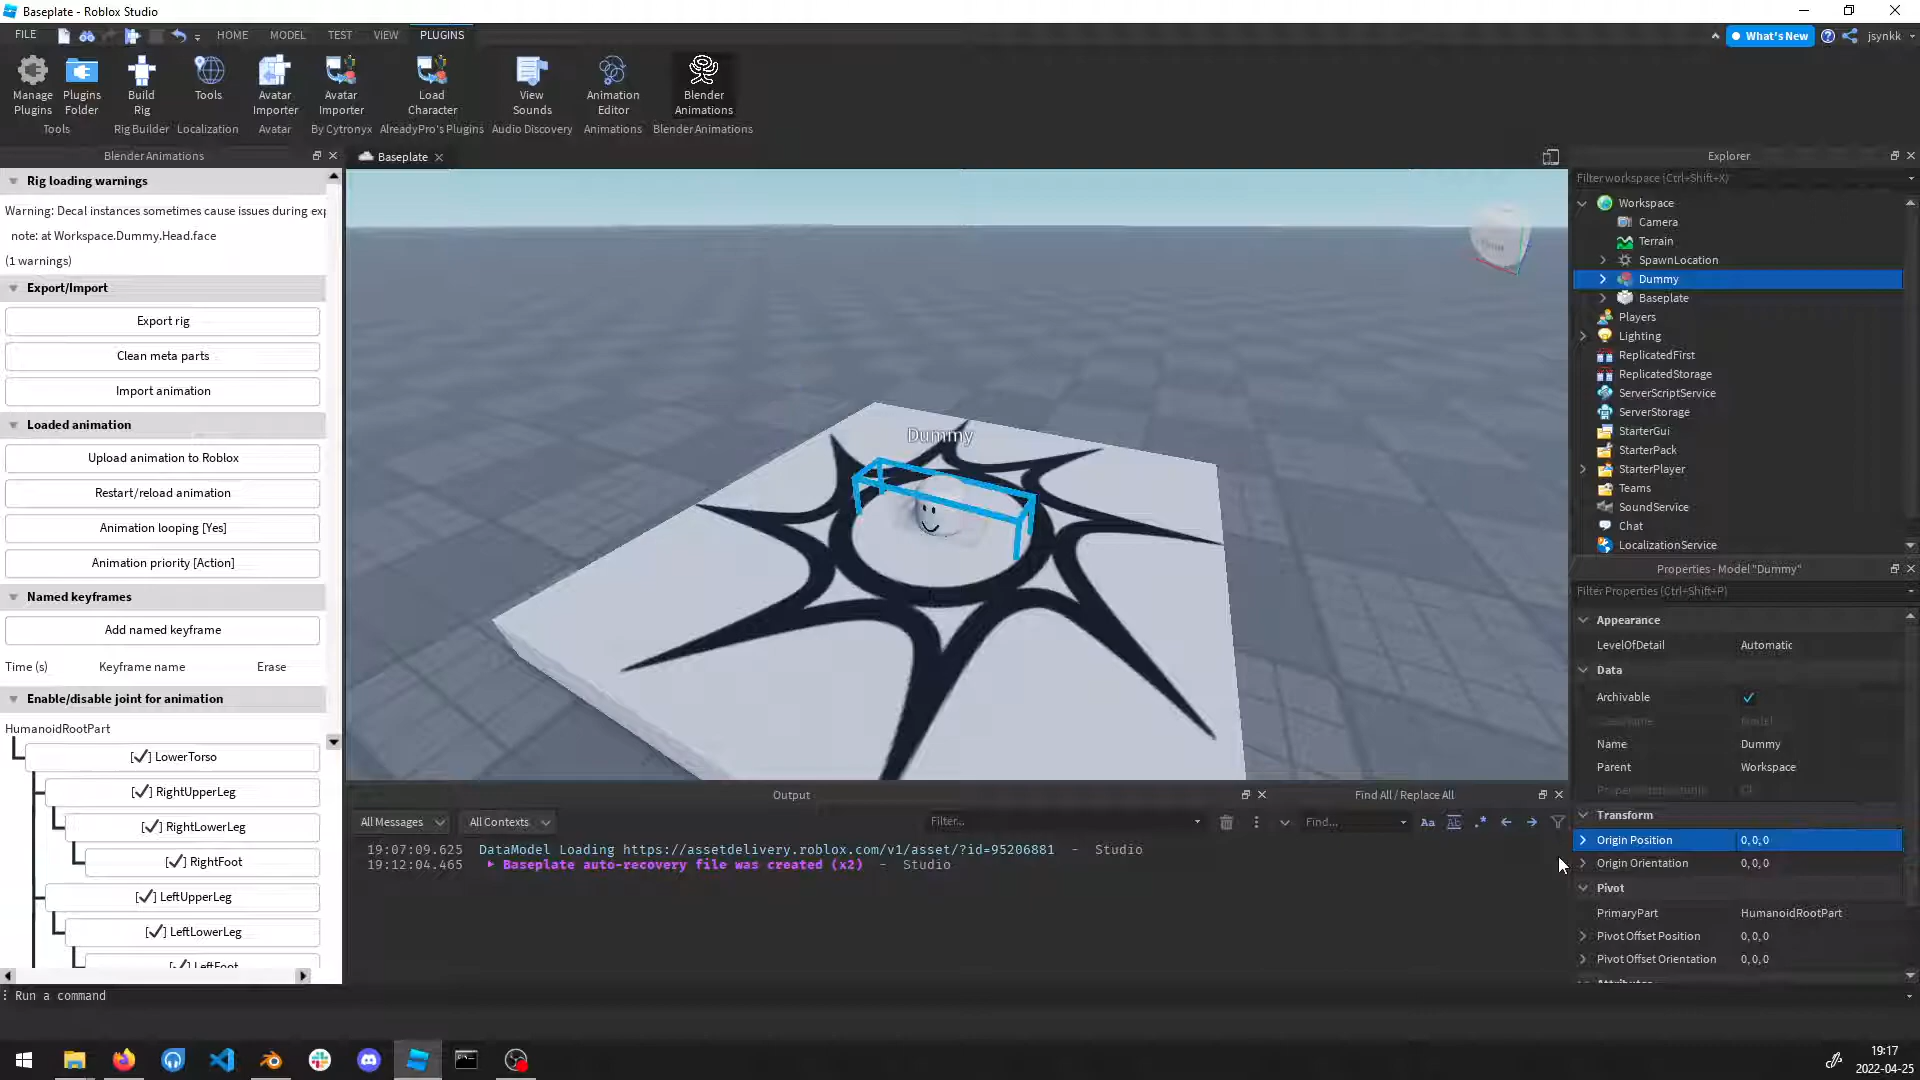 Baseplate - Roblox Studio
FILE
HOME
MODEL
TEST
VIEW
PLUGINS
What's New
jsynkk
Manage Plugins
Plugins Folder
Build Rig
Tools
Avatar Importer
Avatar Importer
Load Character
View Sounds
Animation Editor
Blender Animations
Tools
Rig Builder
Localization
Avatar
By Cytronyx
AlreadyPro's Plugins
Audio Discovery
Animations
Blender Animations
Blender Animations
Rig loading warnings
Warning: Decal instances sometimes cause issues during exp
note: at Workspace.Dummy.Head.face
(1 warnings)
Export/Import
Export rig
Clean meta parts
Import animation
Loaded animation
Upload animation to Roblox
Restart/reload animation
Animation looping [Yes]
Animation priority [Action]
Named keyframes
Add named keyframe
Time (s)
Keyframe name
Erase
Enable/disable joint for animation
HumanoidRootPart
[✓] LowerTorso
[✓] RightUpperLeg
[✓] RightLowerLeg
[✓] RightFoot
[✓] LeftUpperLeg
[✓] LeftLowerLeg
[✓] LeftFoot
Run a command
Baseplate
Dummy
Output
All Messages
All Contexts
Filter...
19:07:09.625 DataModel Loading https://assetdelivery.roblox.com/v1/asset/?id=95206881 - Studio
19:12:04.465 Baseplate auto-recovery file was created (x2) - Studio
Find All / Replace All
Find...
Aa
Ab
.*
Explorer
Filter workspace (Ctrl+Shift+X)
Workspace
Camera
Terrain
SpawnLocation
Dummy
Baseplate
Players
Lighting
ReplicatedFirst
ReplicatedStorage
ServerScriptService
ServerStorage
StarterGui
StarterPack
StarterPlayer
Teams
SoundService
Chat
LocalizationService
Properties - Model "Dummy"
Filter Properties (Ctrl+Shift+P)
Appearance
LevelOfDetail Automatic
Data
Archivable
Name Dummy
Parent Workspace
Transform
Origin Position 0, 0, 0
Origin Orientation 0, 0, 0
Pivot
PrimaryPart HumanoidRootPart
Pivot Offset Position 0, 0, 0
Pivot Offset Orientation 0, 0, 0
19:17
2022-04-25